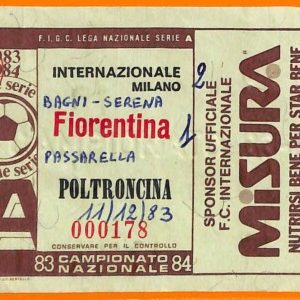 F.I.G.C. LEGA NAZIONALE SERIE A
83
84
serie
INTERNAZIONALE
MILANO
2
BAGNI - SERENA
Fiorentina
1
PASSARELLA
POLTRONCINA
11/12/83
000178
CONSERVARE PER IL CONTROLLO
83 CAMPIONATO 84
NAZIONALE
A
SPONSOR UFFICIALE
F.C. INTERNAZIONALE
MISURA
NUTRIRSI BENE PER STAR BENE